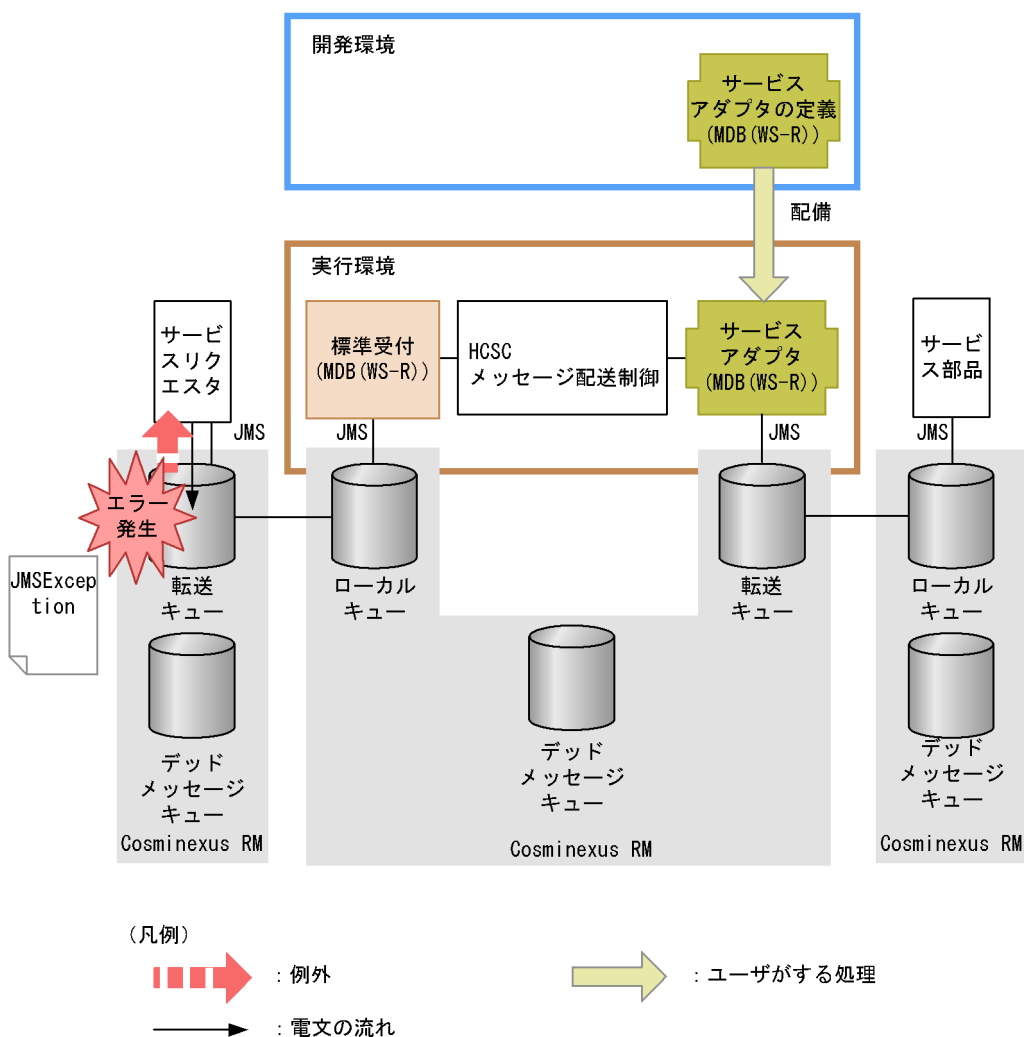 開発環境
サービス
アダプタの定義
(MDB(WS-R))
配備
実行環境
サービ
スリク
エスタ
標準受付
(MDB(WS-R))
HCSC
メッセージ配送制御
サービス
アダプタ
(MDB(WS-R))
サービ
ス部品
JMS
JMS
JMS
JMS
エラー
発生
JMSExcep
tion
転送
キュー
ローカル
キュー
転送
キュー
ローカル
キュー
デッド
メッセージ
キュー
デッド
メッセージ
キュー
デッド
メッセージ
キュー
Cosminexus RM
Cosminexus RM
Cosminexus RM
(凡例)
:例外
:ユーザがする処理
:電文の流れ